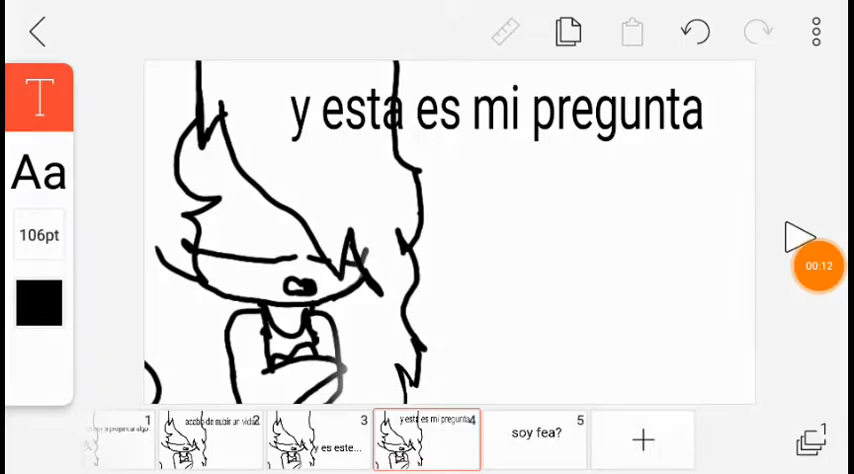 y esta es mi pregunta
T
Aa
106pt
00:12
1
acabo de subir un video
2
y es este...
3
y esta es mi pregunta
4
soy fea?
5
1